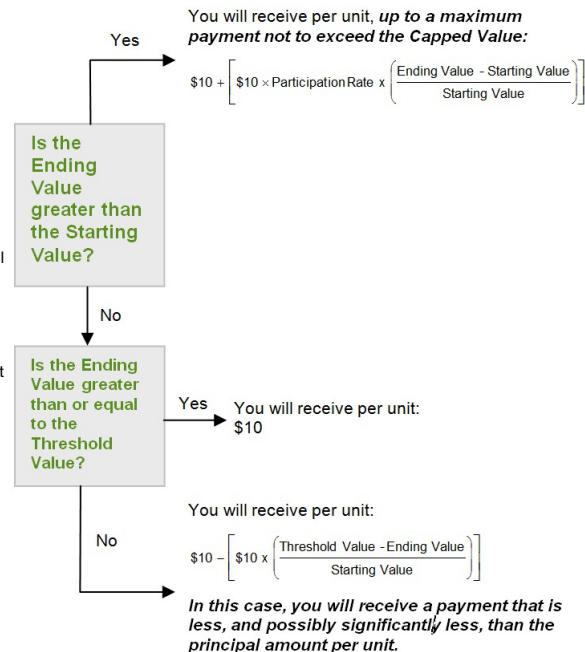 You will receive per unit, up to a maximum
payment not to exceed the Capped Value:
Yes
$10 + [$10 × Participation Rate x (Ending Value - Starting Value / Starting Value)]
Is the
Ending
Value
greater than
the Starting
Value?
l
No
t
Is the Ending
Value greater
than or equal
to the
Threshold
Value?
Yes
You will receive per unit:
$10
You will receive per unit:
No
$10 – [$10 x (Threshold Value - Ending Value / Starting Value)]
In this case, you will receive a payment that is
less, and possibly significantly less, than the
principal amount per unit.